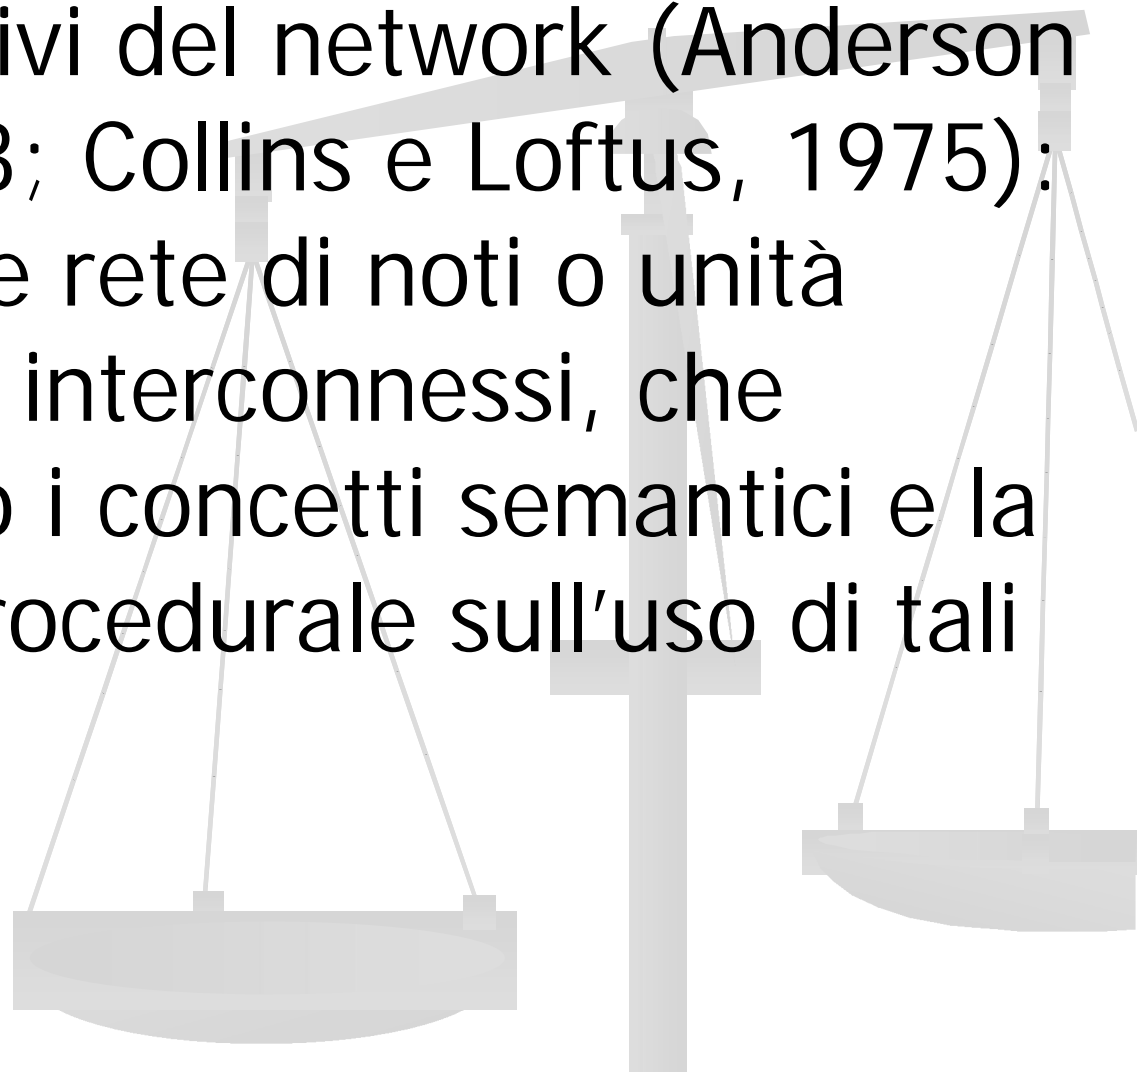 ivi del network (Anderson
3; Collins e Loftus, 1975):
e rete di noti o unità
interconnessi, che
o i concetti semantici e la
rocedurale sull'uso di tali